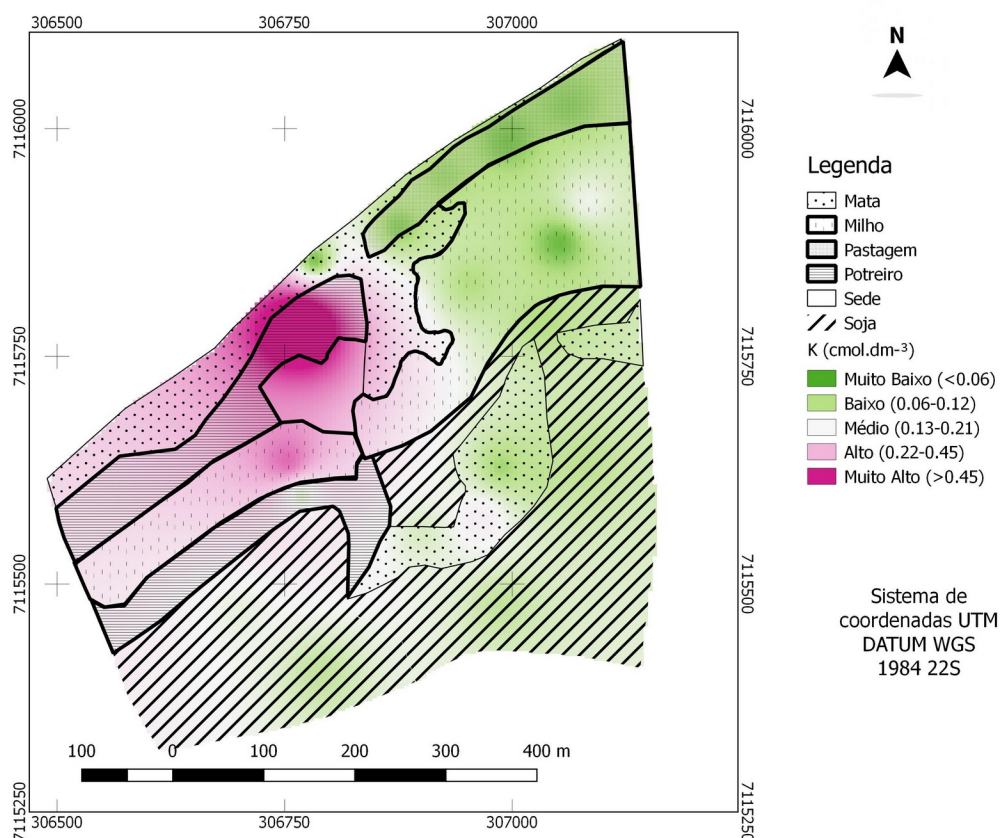 306500 306750 307000
7116000
7116000
7115750
7115750
7115500
7115500
7115250
7115250
100 0 100 200 300 400 m
306500 306750 307000
N
Legenda
Mata
Milho
Pastagem
Potreiro
Sede
Soja
K (cmol.dm-³)
Muito Baixo (<0.06)
Baixo (0.06-0.12)
Médio (0.13-0.21)
Alto (0.22-0.45)
Muito Alto (>0.45)
Sistema de
coordenadas UTM
DATUM WGS
1984 22S